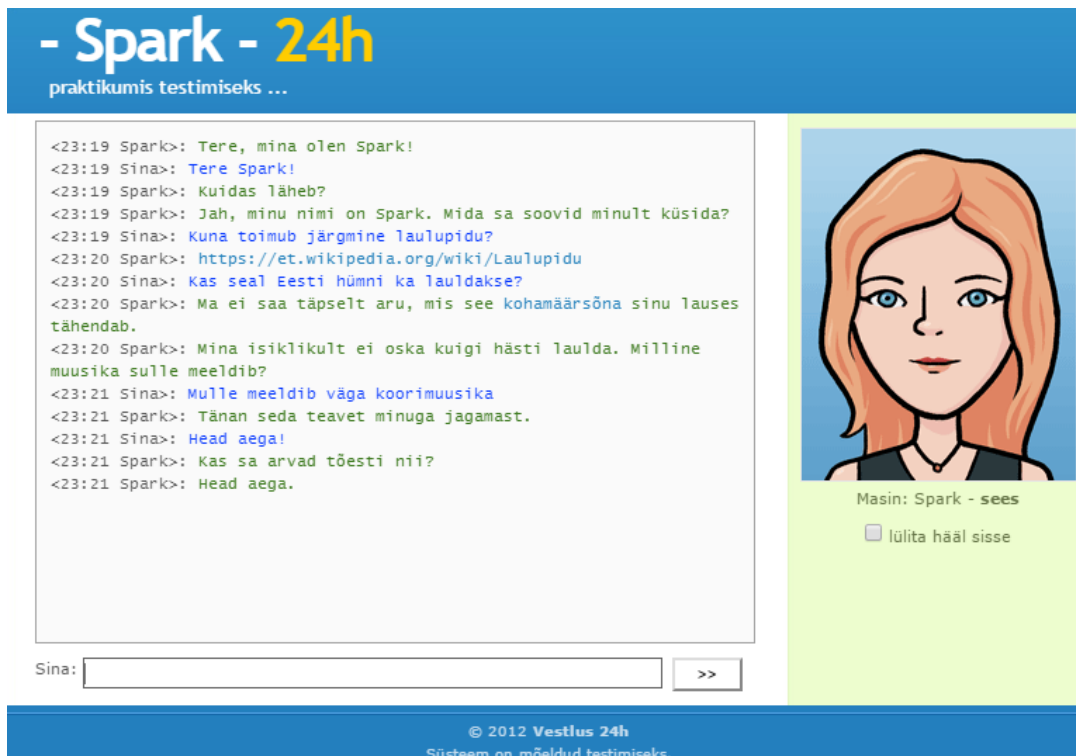 - Spark - 24h
praktikumis testimiseks ...
<23:19 Spark>: Tere, mina olen Spark!
<23:19 Sina>: Tere Spark!
<23:19 Spark>: Kuidas läheb?
<23:19 Spark>: Jah, minu nimi on Spark. Mida sa soovid minult küsida?
<23:19 Sina>: Kuna toimub järgmine laulupidu?
<23:20 Spark>: https://et.wikipedia.org/wiki/Laulupidu
<23:20 Sina>: Kas seal Eesti hümni ka lauldakse?
<23:20 Spark>: Ma ei saa täpselt aru, mis see kohamäärsõna sinu lauses
tähendab.
<23:20 Spark>: Mina isiklikult ei oska kuigi hästi laulda. Milline
muusika sulle meeldib?
<23:21 Sina>: Mulle meeldib väga koorimuusika
<23:21 Spark>: Tänan seda teavet minuga jagamast.
<23:21 Sina>: Head aega!
<23:21 Spark>: Kas sa arvad tõesti nii?
<23:21 Spark>: Head aega.
Masin: Spark - sees
lülita hääl sisse
Sina:
>>
© 2012 Vestlus 24h
Süsteem on mõeldud testimiseks